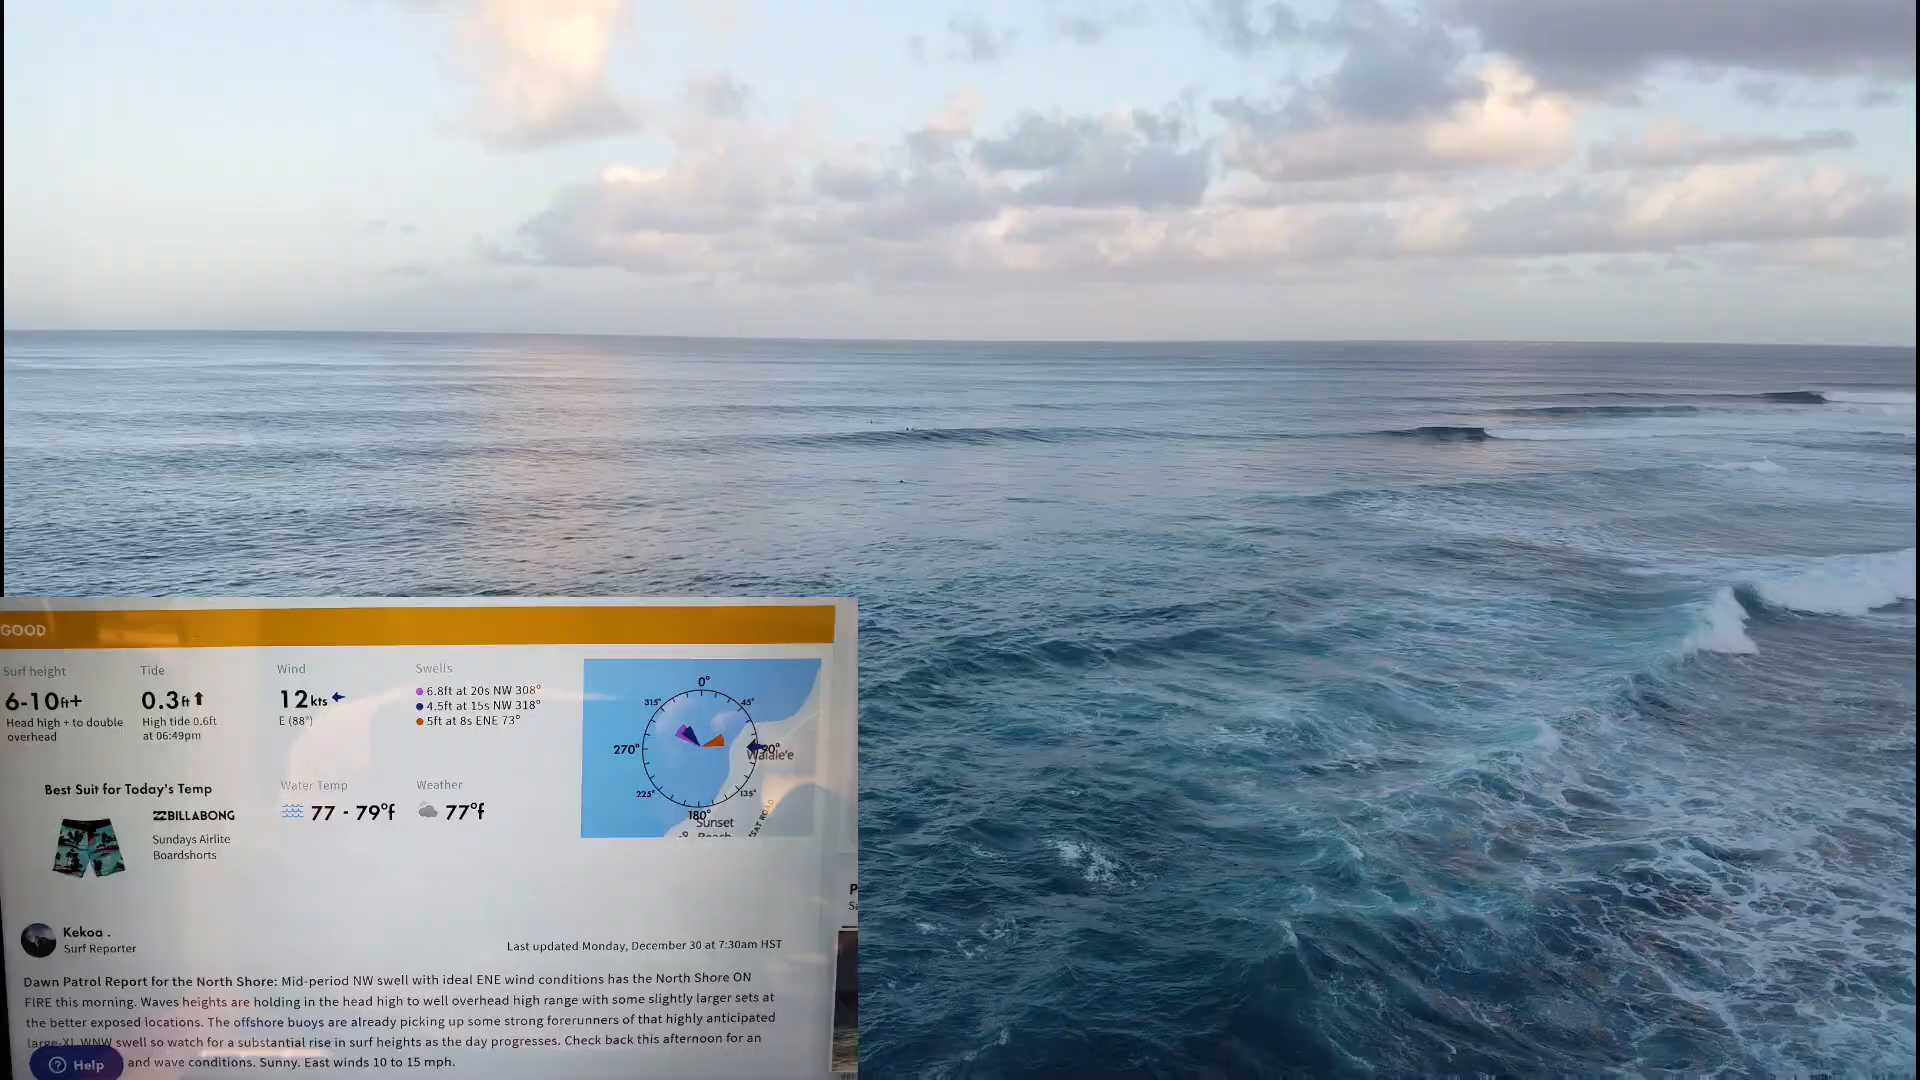 GOOD
Surf height
6-10ft+
Head high + to double
overhead
Tide
0.3ft
High tide 0.6ft
at 06:49pm
Wind
12kts
E (88°)
Swells
6.8ft at 20s NW 308°
4.5ft at 15s NW 318°
5ft at 8s ENE 73°
0°
45°
90°
135°
180°
225°
270°
315°
Waiale'e
Sunset
Beach
Best Suit for Today's Temp
BILLABONG
Sundays Airlite
Boardshorts
Water Temp
77 - 79°f
Weather
77°f
Kekoa .
Surf Reporter
Last updated Monday, December 30 at 7:30am HST
Dawn Patrol Report for the North Shore: Mid-period NW swell with ideal ENE wind conditions has the North Shore ON
FIRE this morning. Waves heights are holding in the head high to well overhead high range with some slightly larger sets at
the better exposed locations. The offshore buoys are already picking up some strong forerunners of that highly anticipated
large-XL WNW swell so watch for a substantial rise in surf heights as the day progresses. Check back this afternoon for an
and wave conditions. Sunny. East winds 10 to 15 mph.
Help